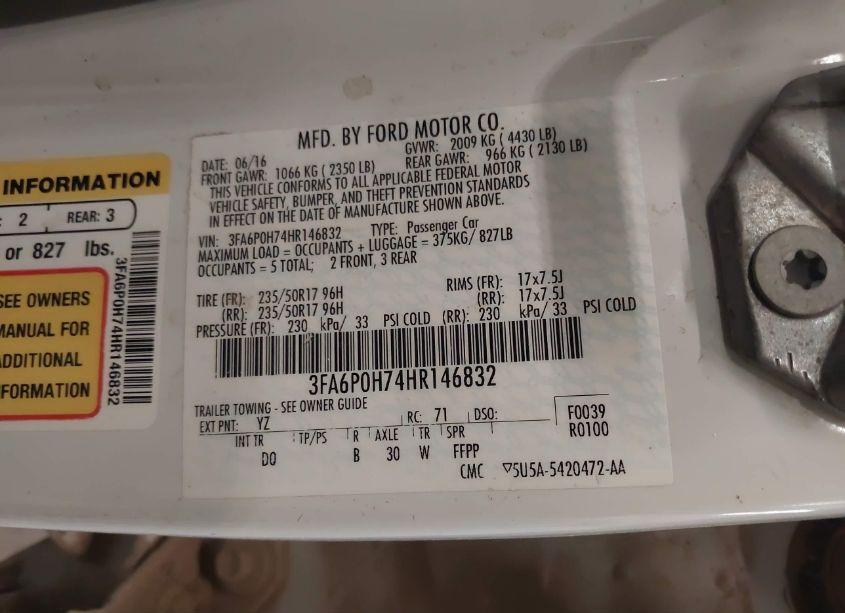 INFORMATION
: 2 REAR: 3
or 827 lbs.
SEE OWNERS
MANUAL FOR
ADDITIONAL
INFORMATION
3FA6P0H74HR146832
MFD. BY FORD MOTOR CO.
DATE: 06/16 GVWR: 2009 KG ( 4430 LB)
FRONT GAWR: 1066 KG ( 2350 LB) REAR GAWR: 966 KG ( 2130 LB)
THIS VEHICLE CONFORMS TO ALL APPLICABLE FEDERAL MOTOR
VEHICLE SAFETY, BUMPER, AND THEFT PREVENTION STANDARDS
IN EFFECT ON THE DATE OF MANUFACTURE SHOWN ABOVE.
VIN: 3FA6P0H74HR146832 TYPE: Passenger Car
MAXIMUM LOAD = OCCUPANTS + LUGGAGE = 375KG/ 827LB
OCCUPANTS = 5 TOTAL; 2 FRONT, 3 REAR
TIRE (FR): 235/50R17 96H RIMS (FR): 17x7.5J
(RR): 235/50R17 96H (RR): 17x7.5J
PRESSURE (FR): 230 kPa/ 33 PSI COLD (RR): 230 kPa/ 33 PSI COLD
3FA6P0H74HR146832
TRAILER TOWING - SEE OWNER GUIDE
EXT PNT: YZ RC: 71 DSO: F0039
INT TR TP/PS R AXLE TR SPR R0100
DO B 30 W FFPP
CMC ▽5U5A-5420472-AA